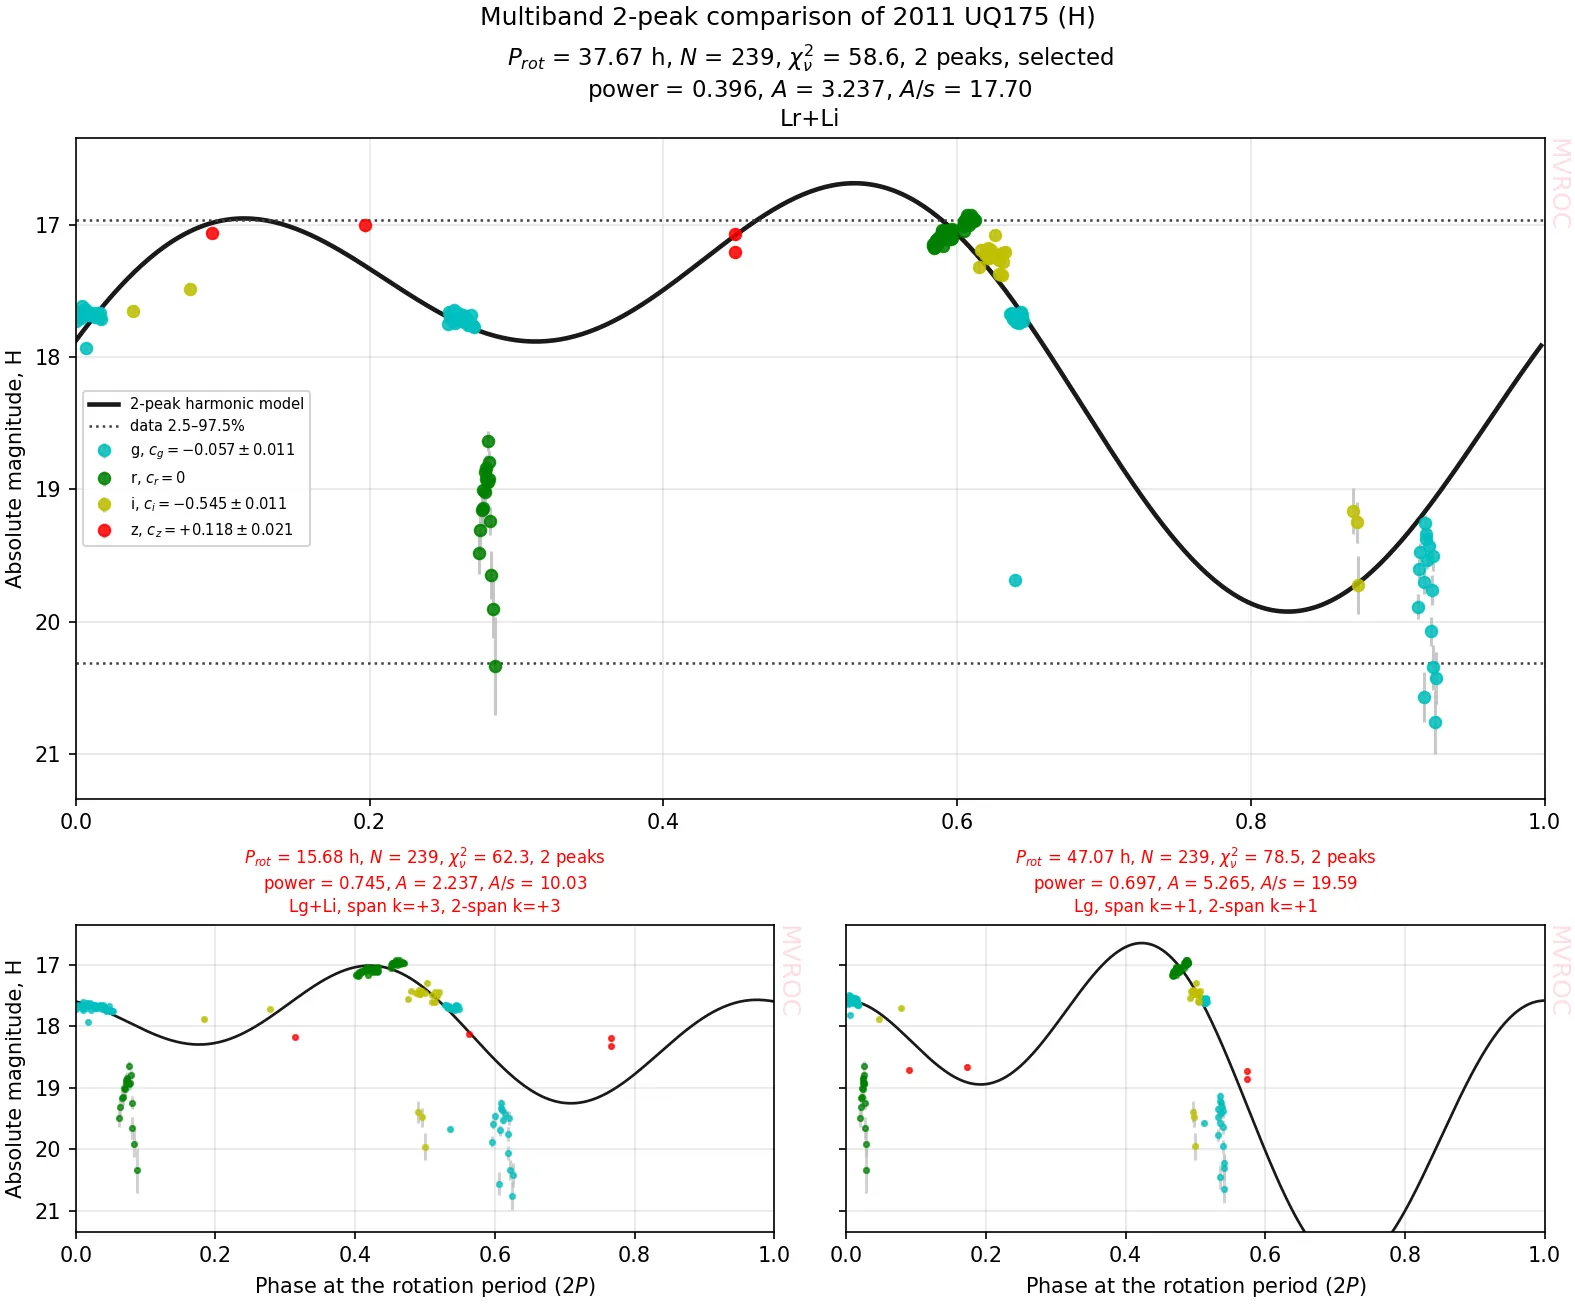 Multiband 2-peak comparison of 2011 UQ175 (H)
P_rot = 37.67 h, N = 239, χ²_ν = 58.6, 2 peaks, selected
power = 0.396, A = 3.237, A/s = 17.70
Lr+Li
MVROC
Absolute magnitude, H
17
18
19
20
21
2-peak harmonic model
data 2.5–97.5%
g, c_g = −0.057 ± 0.011
r, c_r = 0
i, c_i = −0.545 ± 0.011
z, c_z = +0.118 ± 0.021
0.0 0.2 0.4 0.6 0.8 1.0
P_rot = 15.68 h, N = 239, χ²_ν = 62.3, 2 peaks
power = 0.745, A = 2.237, A/s = 10.03
Lg+Li, span k=+3, 2-span k=+3
MVROC
Absolute magnitude, H
17
18
19
20
21
0.0 0.2 0.4 0.6 0.8 1.0
Phase at the rotation period (2P)
P_rot = 47.07 h, N = 239, χ²_ν = 78.5, 2 peaks
power = 0.697, A = 5.265, A/s = 19.59
Lg, span k=+1, 2-span k=+1
MVROC
0.0 0.2 0.4 0.6 0.8 1.0
Phase at the rotation period (2P)